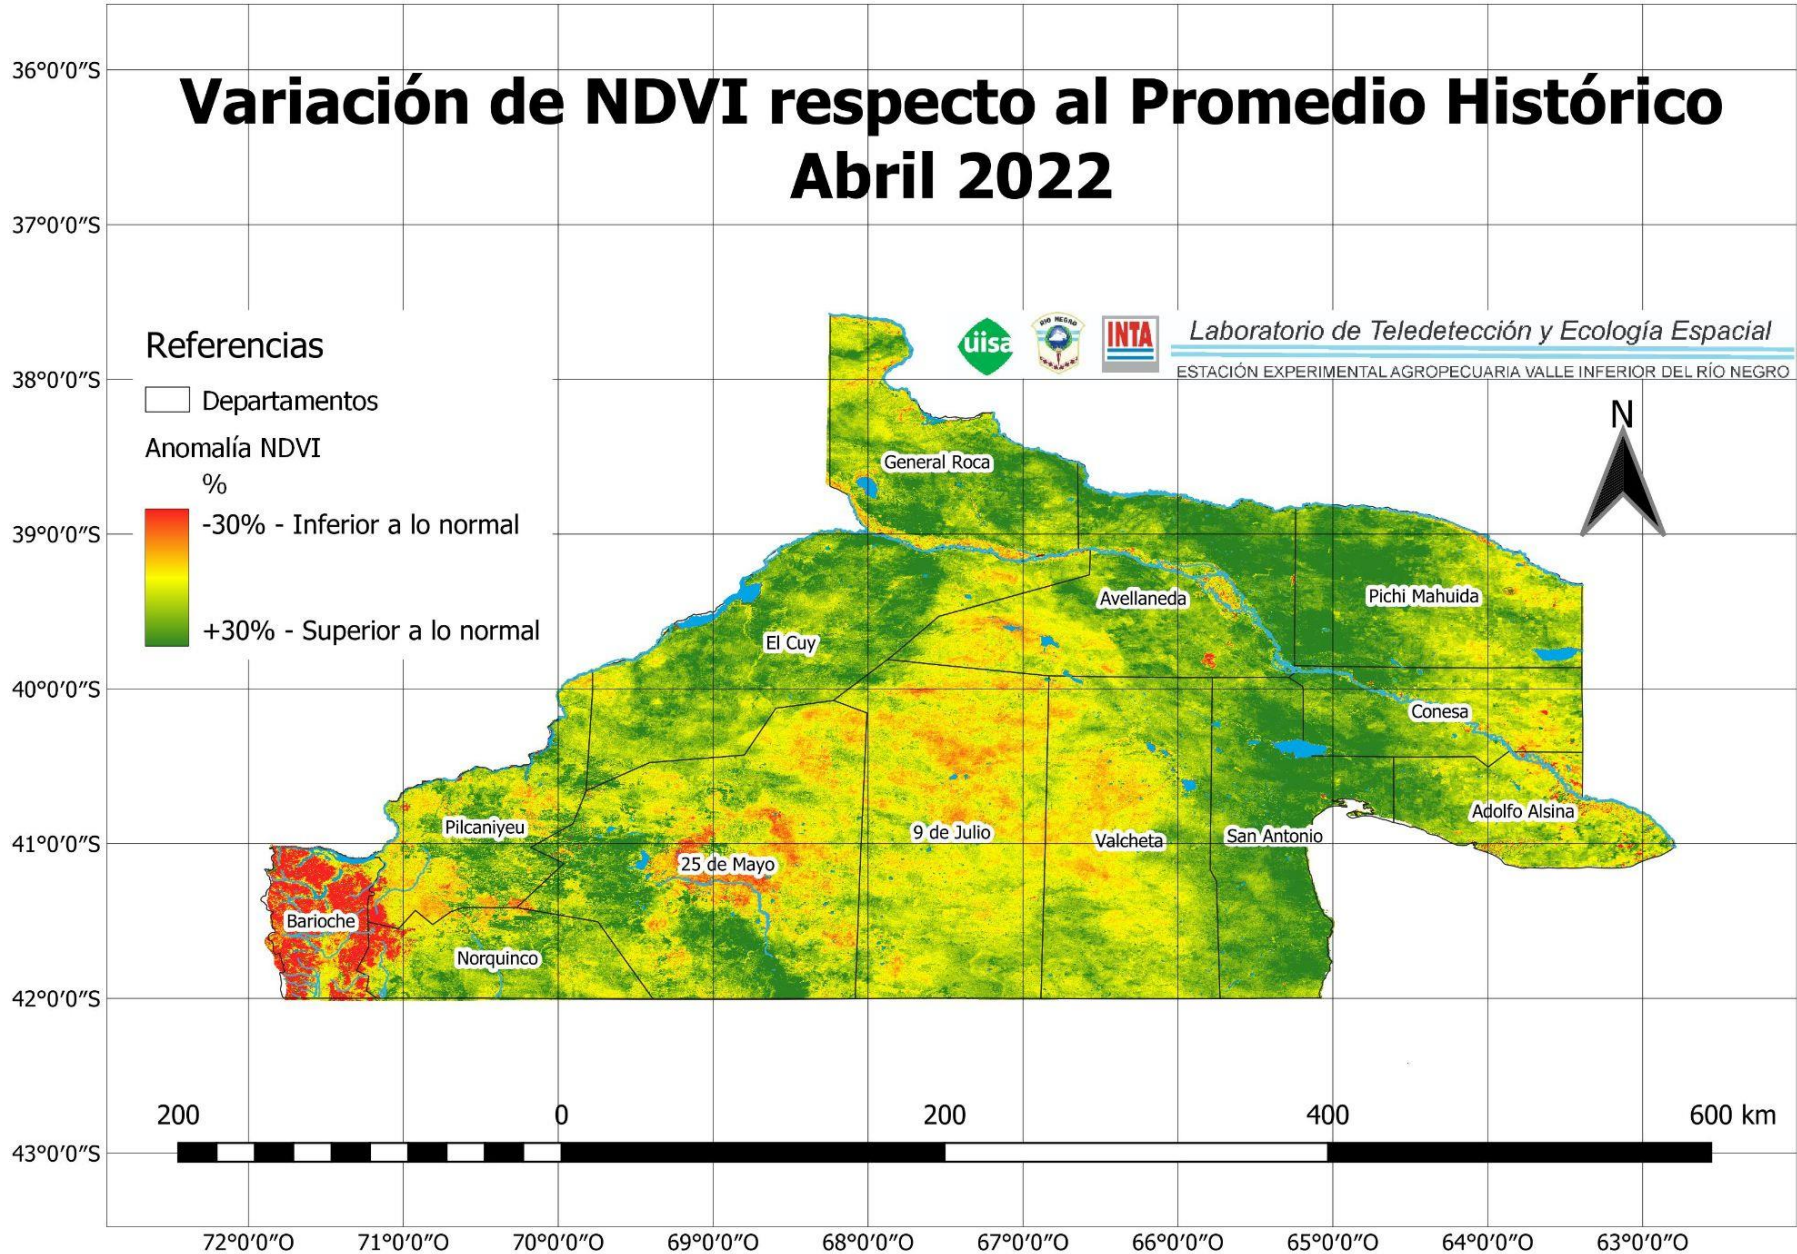 Variación de NDVI respecto al Promedio Histórico
Abril 2022
36°0′0″S
37°0′0″S
38°0′0″S
39°0′0″S
40°0′0″S
41°0′0″S
42°0′0″S
43°0′0″S
Referencias
Departamentos
Anomalía NDVI
%
-30% - Inferior a lo normal
+30% - Superior a lo normal
üisa
RIO NEGRO
INTA
Laboratorio de Teledetección y Ecología Espacial
ESTACIÓN EXPERIMENTAL AGROPECUARIA VALLE INFERIOR DEL RÍO NEGRO
N
General Roca
Avellaneda
Pichi Mahuida
El Cuy
Conesa
Adolfo Alsina
Pilcaniyeu
9 de Julio
Valcheta
San Antonio
25 de Mayo
Barioche
Norquinco
200 0 200 400 600 km
72°0′0″O 71°0′0″O 70°0′0″O 69°0′0″O 68°0′0″O 67°0′0″O 66°0′0″O 65°0′0″O 64°0′0″O 63°0′0″O